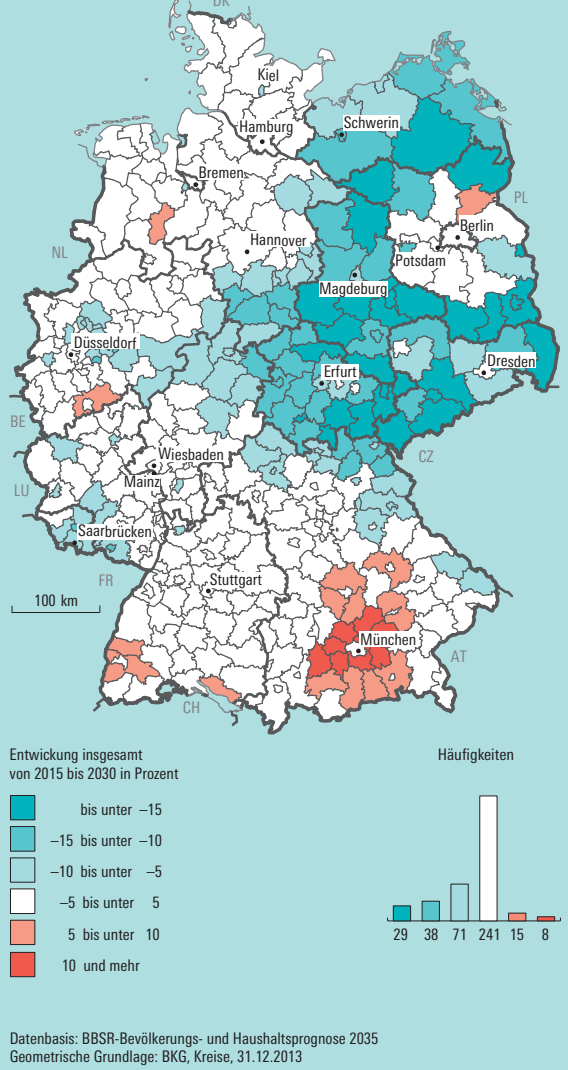 DK
Kiel
Hamburg
Schwerin
Bremen
PL
Berlin
Hannover
NL
Potsdam
Magdeburg
Düsseldorf
Dresden
Erfurt
BE
CZ
Wiesbaden
Mainz
LU
Saarbrücken
FR
Stuttgart
100 km
München
AT
CH
Entwickung insgesamt
von 2015 bis 2030 in Prozent
Häufigkeiten
bis unter –15
–15 bis unter –10
–10 bis unter –5
–5 bis unter 5
5 bis unter 10
10 und mehr
29 38 71 241 15 8
Datenbasis: BBSR-Bevölkerungs- und Haushaltsprognose 2035
Geometrische Grundlage: BKG, Kreise, 31.12.2013